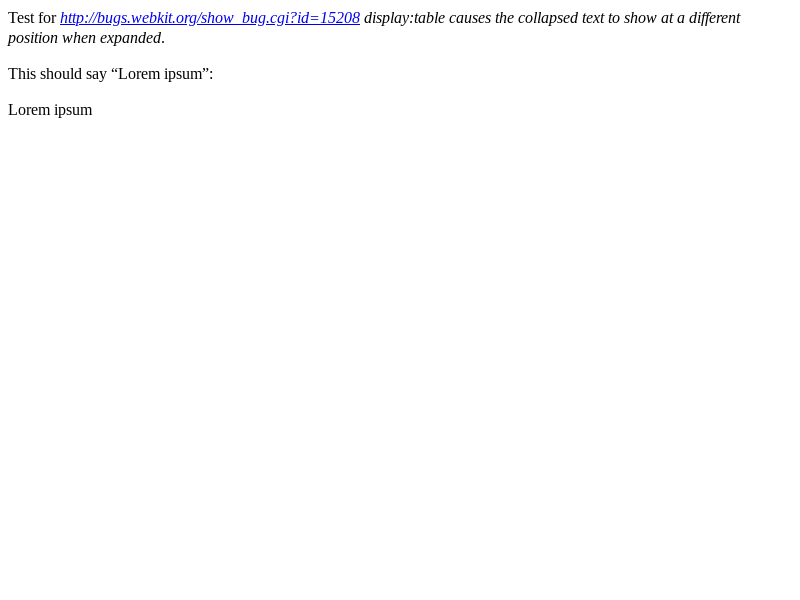 Test for http://bugs.webkit.org/show_bug.cgi?id=15208 display:table causes the collapsed text to show at a different
position when expanded.
This should say “Lorem ipsum”:
Lorem ipsum